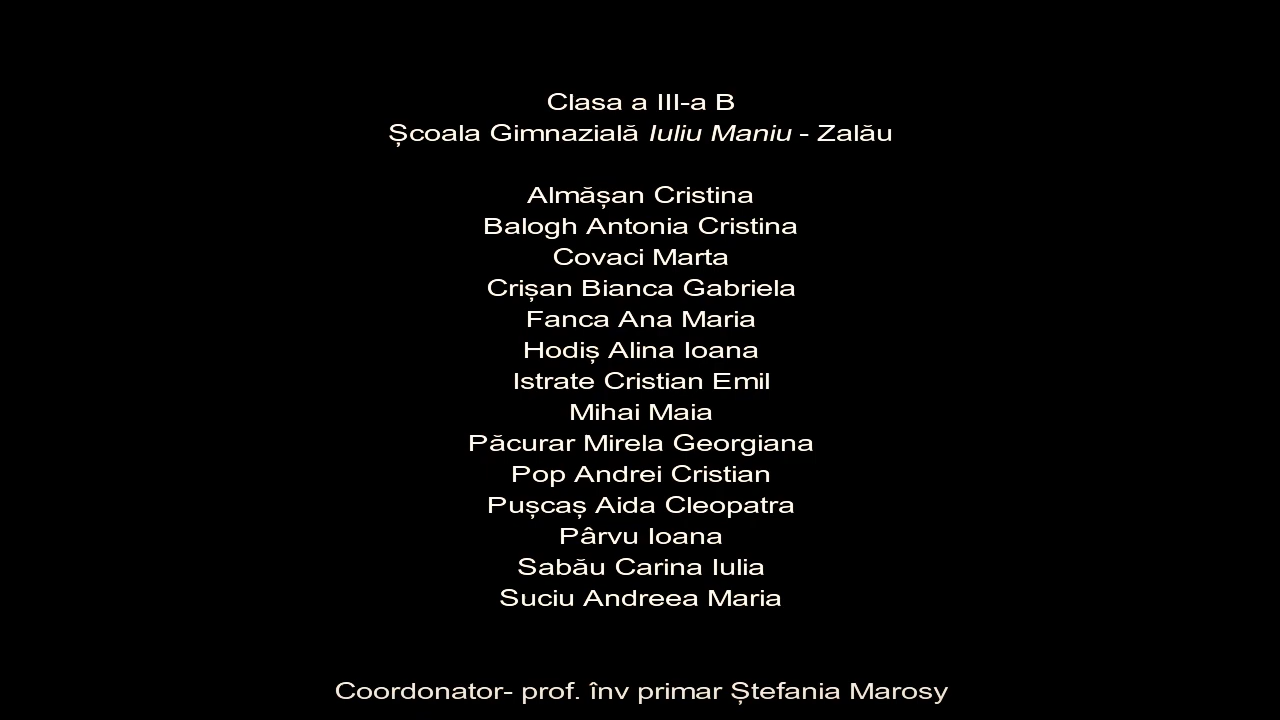 Clasa a III-a B
Școala Gimnazială Iuliu Maniu - Zalău
Almășan Cristina
Balogh Antonia Cristina
Covaci Marta
Crișan Bianca Gabriela
Fanca Ana Maria
Hodiș Alina Ioana
Istrate Cristian Emil
Mihai Maia
Păcurar Mirela Georgiana
Pop Andrei Cristian
Pușcaș Aida Cleopatra
Pârvu Ioana
Sabău Carina Iulia
Suciu Andreea Maria
Coordonator- prof. înv primar Ștefania Marosy